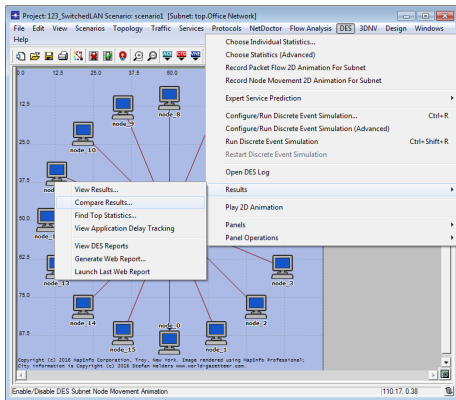 Project: 123_SwitchedLAN Scenario: scenario1 [Subnet: top.Office Network]
File Edit View Scenarios Topology Traffic Services Protocols NetDoctor Flow Analysis DES 3DNV Design Windows
Help
Choose Individual Statistics...
Choose Statistics (Advanced)
Record Packet Flow 2D Animation For Subnet
Record Node Movement 2D Animation For Subnet
Expert Service Prediction
Configure/Run Discrete Event Simulation... Ctrl+R
Configure/Run Discrete Event Simulation (Advanced)
Run Discrete Event Simulation Ctrl+Shift+R
Restart Discrete Event Simulation
Open DES Log
Results
Play 2D Animation
Panels
Panel Operations
View Results...
Compare Results...
Find Top Statistics...
View Application Delay Tracking
View DES Reports
Generate Web Report...
Launch Last Web Report
0.0 12.5 25.0 37.5 50.0
12.5
25.0
37.5
50.0
62.5
75.0
87.5
node_8
node_9
node_10
node_13
node_3
node_14
node_0
node_2
node_15
node_1
Copyright (c) 2016 MapInfo Corporation, Troy, New York. Image rendered using MapInfo Professional;
City information is Copyright (c) 2016 Stefan Helders www.world-gazetteer.com.
Enable/Disable DES Subnet Node Movement Animation 110.17, 0.38